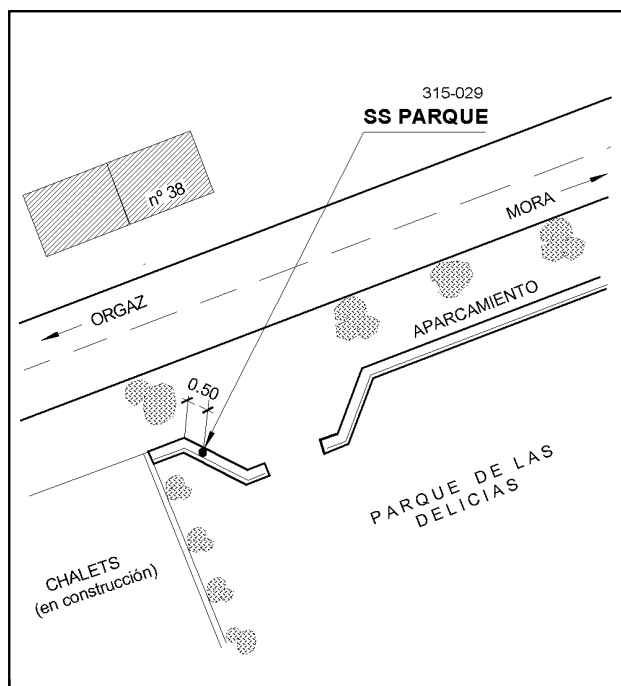 315-029
SS PARQUE
nº 38
MORA
ORGAZ
APARCAMIENTO
0.50
PARQUE DE LAS
DELICIAS
CHALETS
(en construcción)